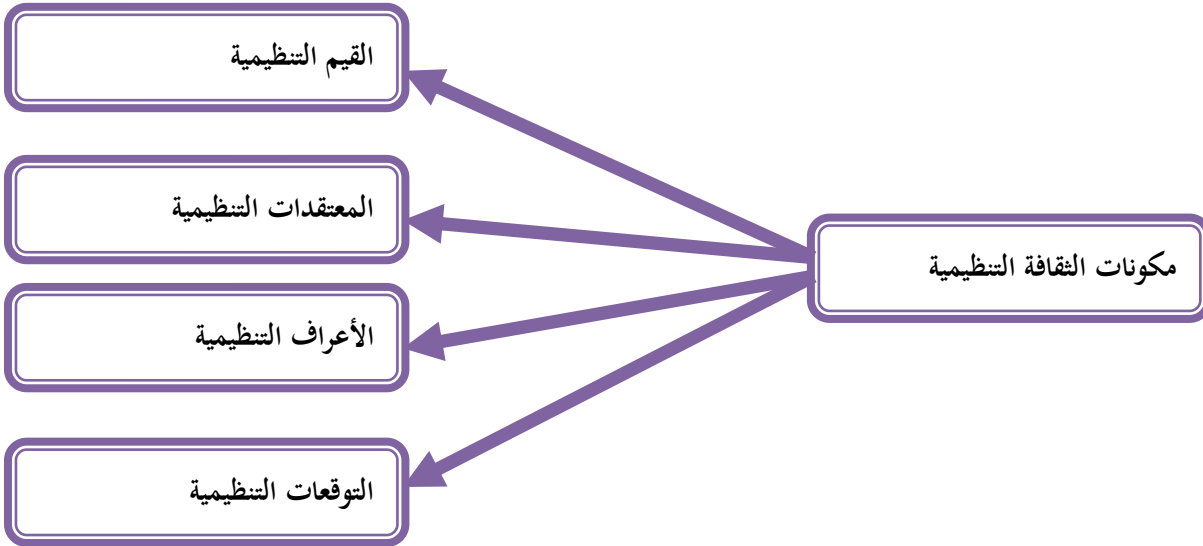 مكونات الثقافة التنظيمية
القيم التنظيمية
المعتقدات التنظيمية
الأعراف التنظيمية
التوقعات التنظيمية